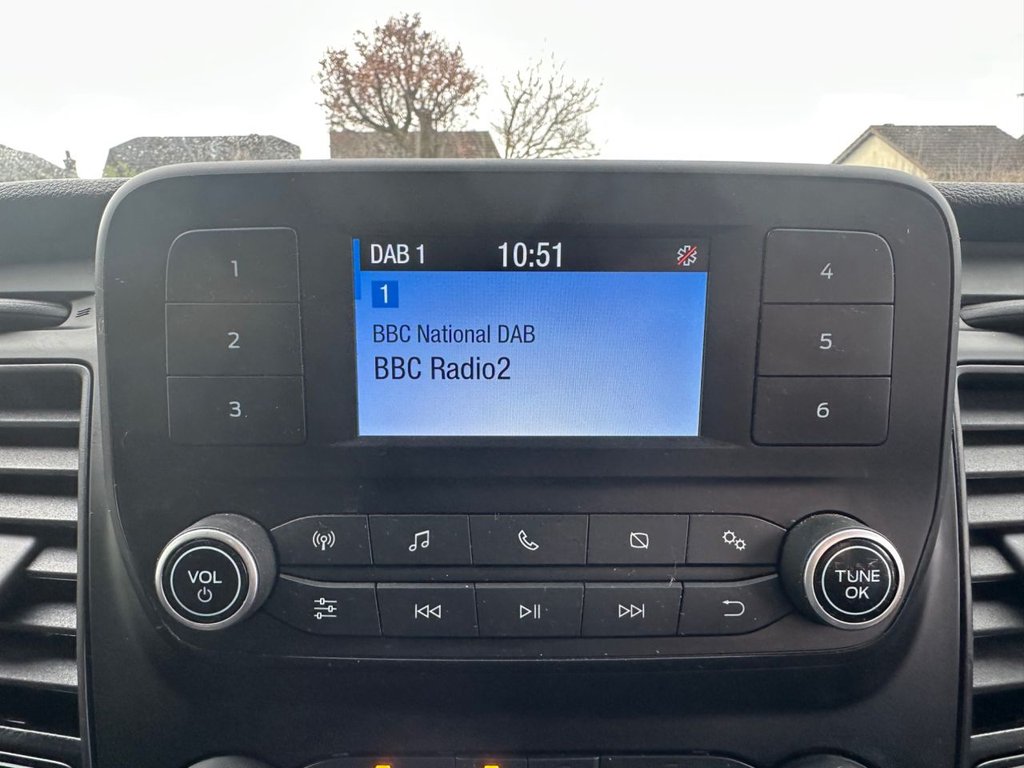 DAB 1 10:51
1
BBC National DAB
BBC Radio2
1
2
3
4
5
6
VOL
TUNE
OK